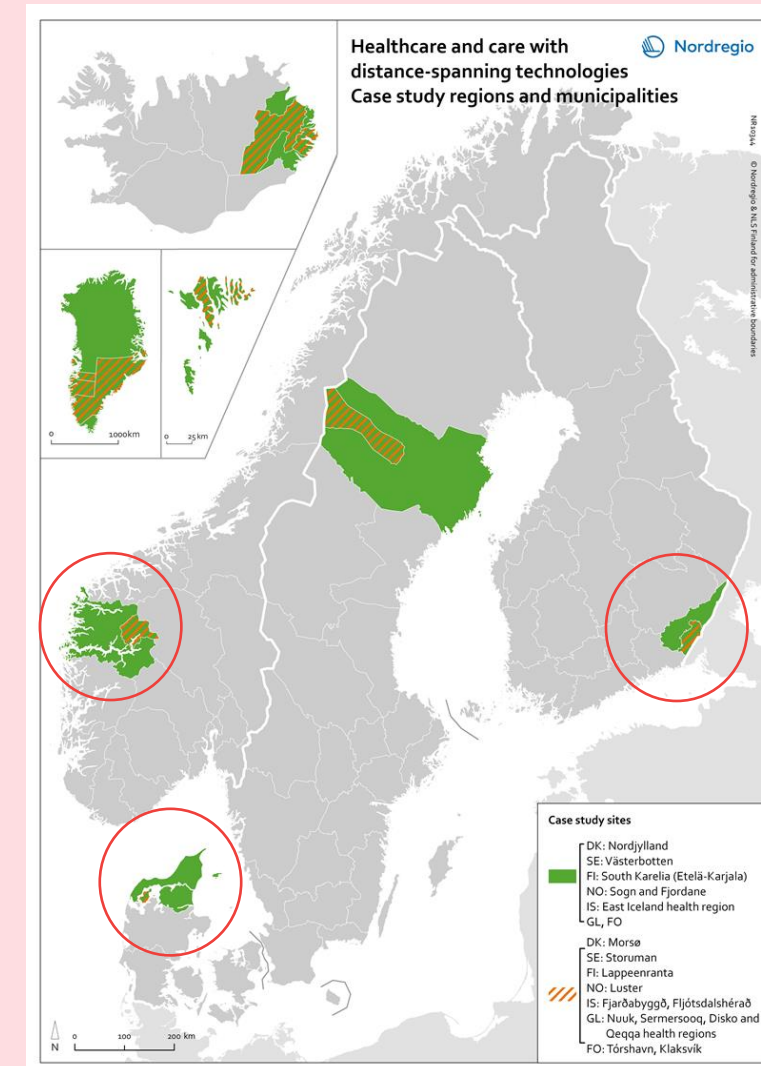 Healthcare and care with
distance-spanning technologies
Case study regions and municipalities
Nordregio
NR10344 © Nordregio & NLS Finland for administrative boundaries
0 1000km
0 25km
Case study sites
DK: Nordjylland
SE: Västerbotten
FI: South Karelia (Etelä-Karjala)
NO: Sogn and Fjordane
IS: East Iceland health region
GL, FO
DK: Morsø
SE: Storuman
FI: Lappeenranta
NO: Luster
IS: Fjarðabyggð, Fljótsdalshérað
GL: Nuuk, Sermersooq, Disko and
Qeqqa health regions
FO: Tórshavn, Klaksvík
N
0 100 200 km